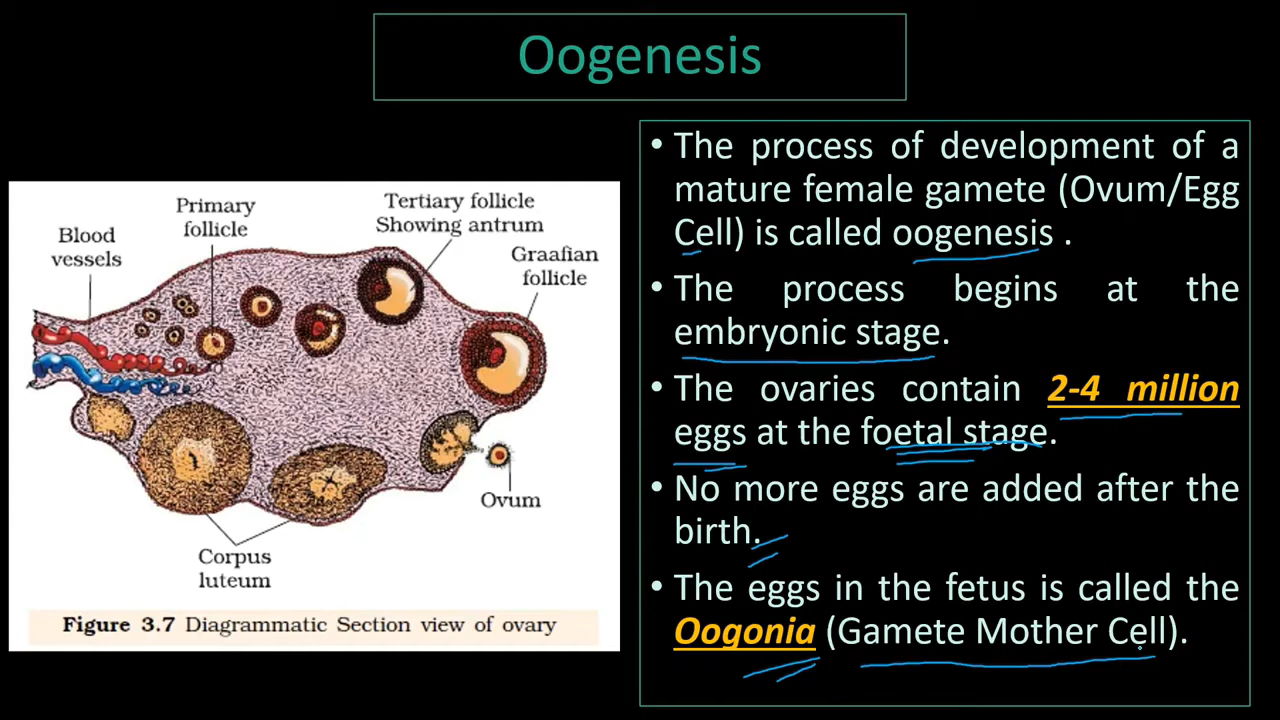 Oogenesis
Primary
follicle
Tertiary follicle
Showing antrum
Blood
vessels
Graafian
follicle
Ovum
Corpus
luteum
Figure 3.7 Diagrammatic Section view of ovary
• The process of development of a
mature female gamete (Ovum/Egg
Cell) is called oogenesis .
• The process begins at the
embryonic stage.
• The ovaries contain 2-4 million
eggs at the foetal stage.
• No more eggs are added after the
birth.
• The eggs in the fetus is called the
Oogonia (Gamete Mother Cell).